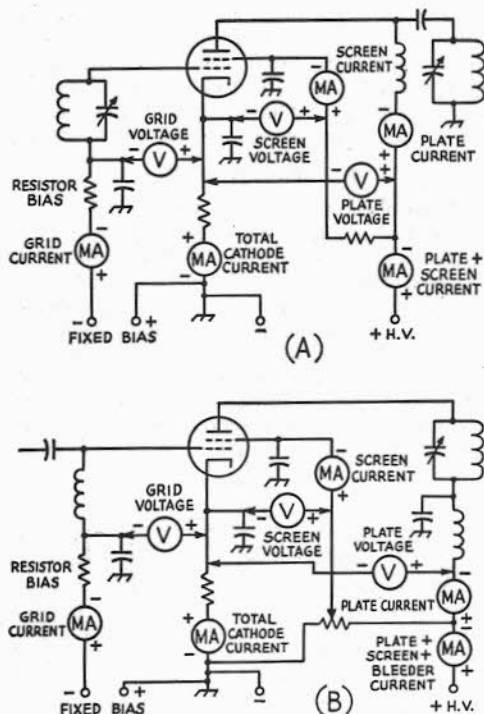 SCREEN
CURRENT
MA
GRID
VOLTAGE
V
V
SCREEN
VOLTAGE
MA
PLATE
CURRENT
RESISTOR
BIAS
V
PLATE
VOLTAGE
GRID
CURRENT
MA
MA
TOTAL
CATHODE
CURRENT
MA
PLATE +
SCREEN
CURRENT
- FIXED BIAS +
-
+ H.V.
(A)
MA
SCREEN
CURRENT
GRID
VOLTAGE
V
V
SCREEN
VOLTAGE
PLATE
VOLTAGE
V
RESISTOR
BIAS
PLATE CURRENT
MA
GRID
CURRENT
MA
MA
TOTAL
CATHODE
CURRENT
MA
PLATE +
SCREEN +
BLEEDER
CURRENT
- FIXED BIAS +
-
+ H.V.
(B)